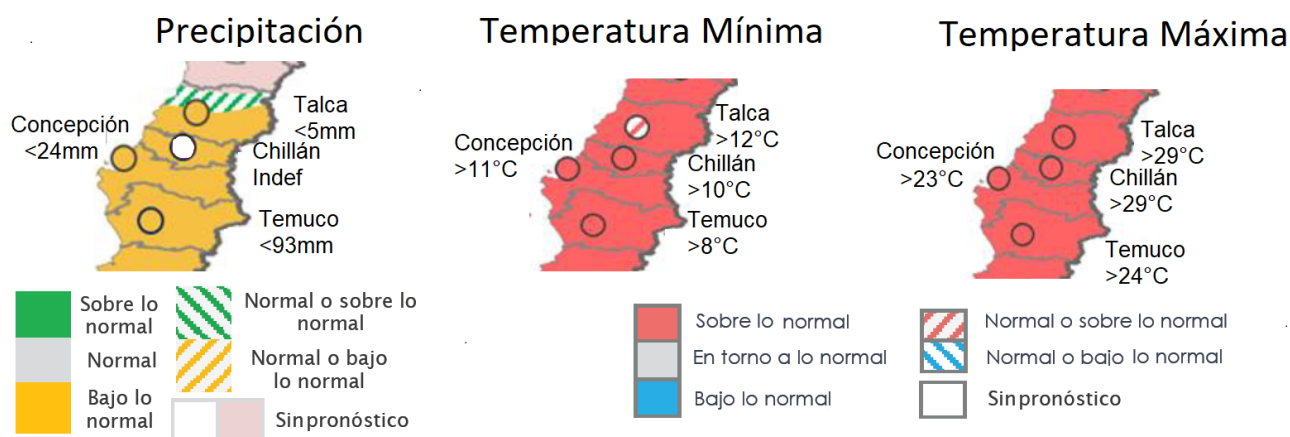 Precipitación
Temperatura Mínima
Temperatura Máxima
Concepción
<24mm
Talca
<5mm
Chillán
Indef
Temuco
<93mm
Concepción
>11°C
Talca
>12°C
Chillán
>10°C
Temuco
>8°C
Concepción
>23°C
Talca
>29°C
Chillán
>29°C
Temuco
>24°C
Sobre lo
normal
Normal
Bajo lo
normal
Normal o sobre lo
normal
Normal o bajo
lo normal
Sin pronóstico
Sobre lo normal
En torno a lo normal
Bajo lo normal
Normal o sobre lo normal
Normal o bajo lo normal
Sin pronóstico